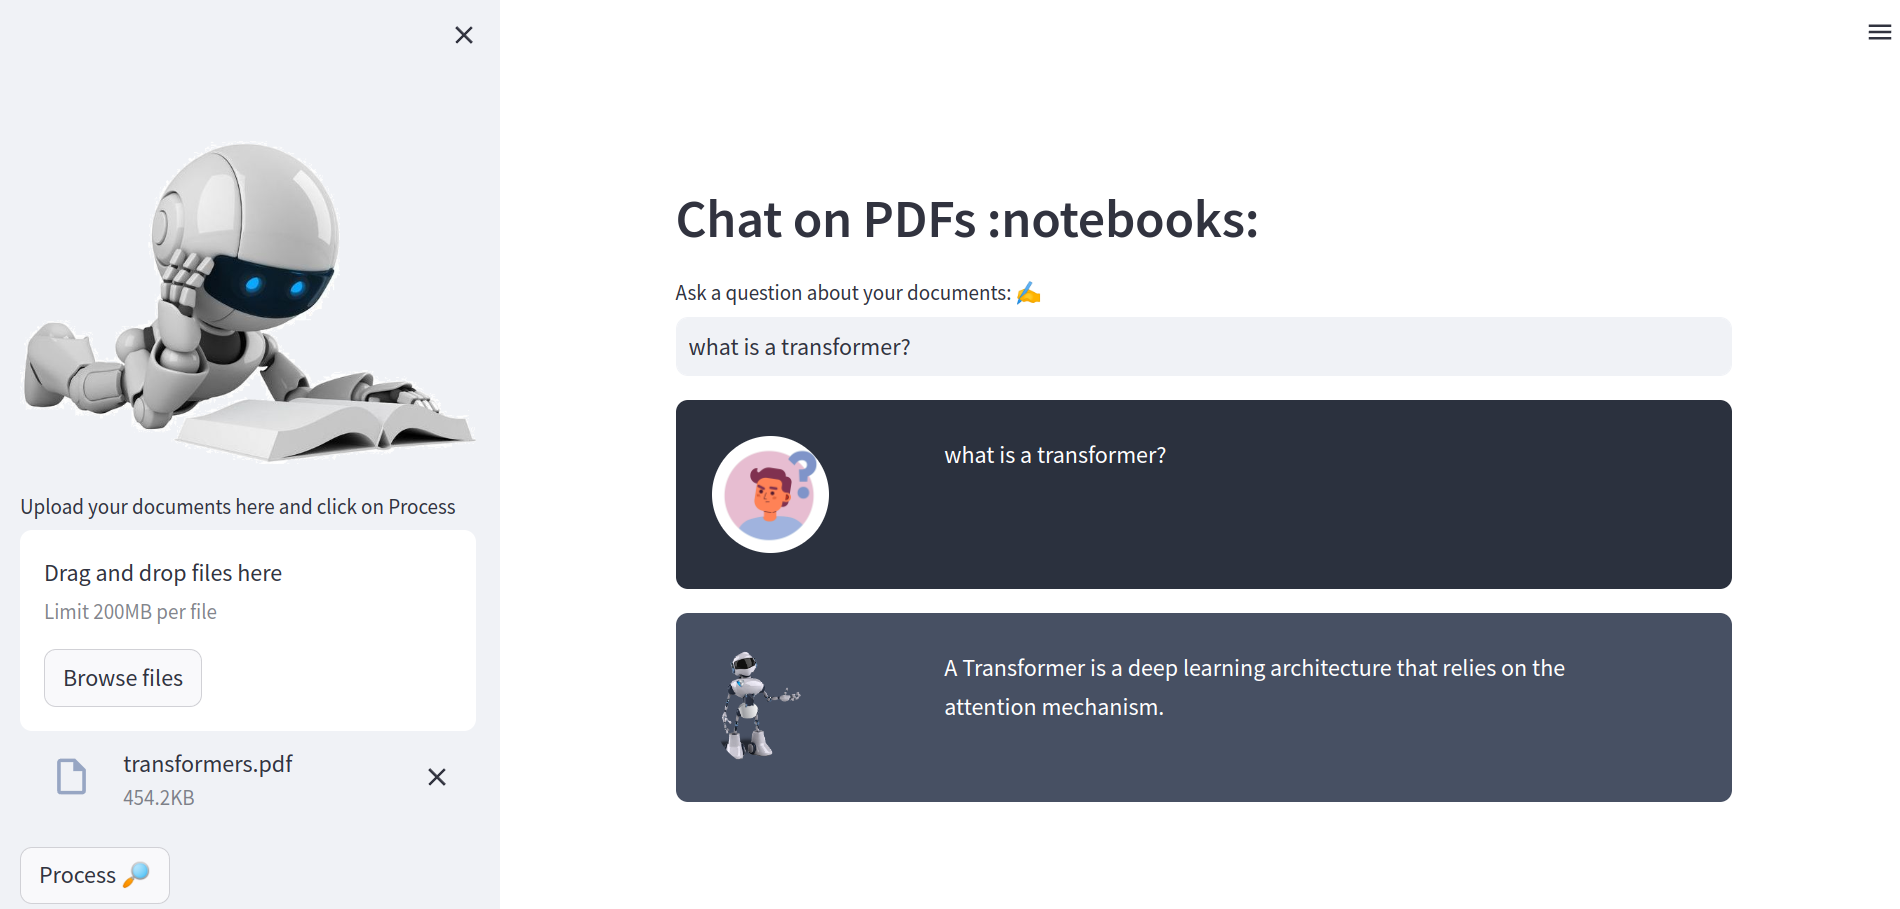 Upload your documents here and click on Process
Drag and drop files here
Limit 200MB per file
Browse files
transformers.pdf
454.2KB
Process 🔎
Chat on PDFs :notebooks:
Ask a question about your documents: ✍️
what is a transformer?
what is a transformer?
A Transformer is a deep learning architecture that relies on the
attention mechanism.